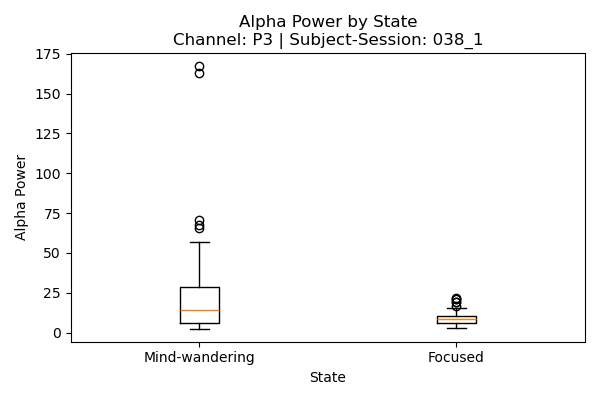 Alpha Power by State
Channel: P3 | Subject-Session: 038_1
175
150
125
100
75
50
25
0
Alpha Power
Mind-wandering
Focused
State